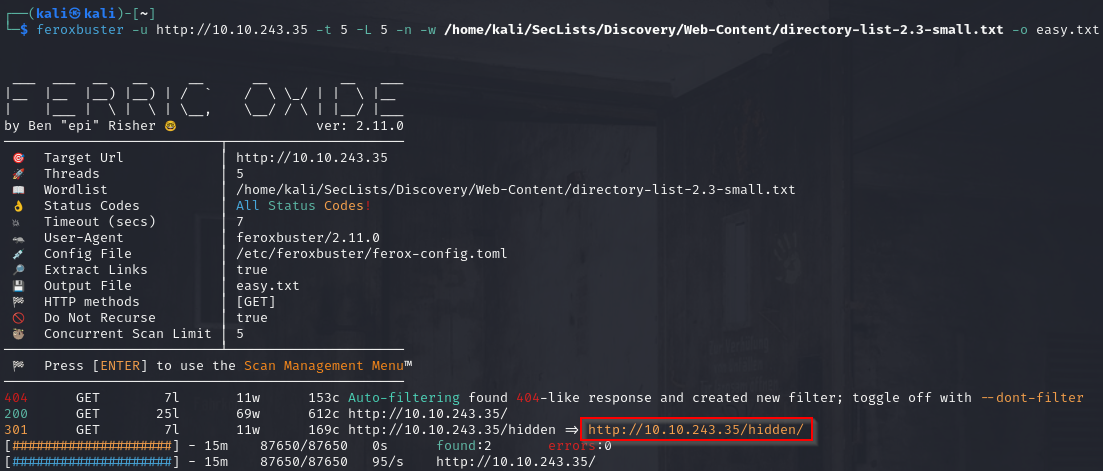 ┌──(kali㉿kali)-[~]
└─$ feroxbuster -u http://10.10.243.35 -t 5 -L 5 -n -w /home/kali/SecLists/Discovery/Web-Content/directory-list-2.3-small.txt -o easy.txt
FERRIC OXIDE
by Ben "epi" Risher 🤓 ver: 2.11.0
🎯 Target Url │ http://10.10.243.35
🚀 Threads │ 5
📖 Wordlist │ /home/kali/SecLists/Discovery/Web-Content/directory-list-2.3-small.txt
👌 Status Codes │ All Status Codes!
💥 Timeout (secs) │ 7
🦡 User-Agent │ feroxbuster/2.11.0
💉 Config File │ /etc/feroxbuster/ferox-config.toml
🔎 Extract Links │ true
💾 Output File │ easy.txt
🏁 HTTP methods │ [GET]
🚫 Do Not Recurse │ true
🦥 Concurrent Scan Limit │ 5
🏁 Press [ENTER] to use the Scan Management Menu™
404 GET 7l 11w 153c Auto-filtering found 404-like response and created new filter; toggle off with --dont-filter
200 GET 25l 69w 612c http://10.10.243.35/
301 GET 7l 11w 169c http://10.10.243.35/hidden => http://10.10.243.35/hidden/
[####################] - 15m 87650/87650 0s found:2 errors:0
[####################] - 15m 87650/87650 95/s http://10.10.243.35/